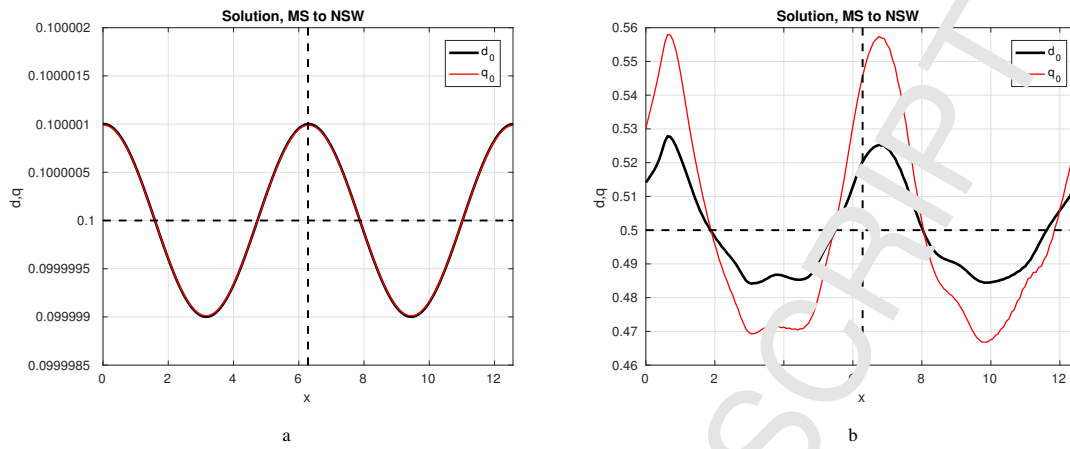 Solution, MS to NSW
0.100002
0.1000015
0.100001
0.1000005
0.1
0.0999995
0.099999
0.0999985
d,q
0 2 4 6 8 10 12
x
d0
q0
a
Solution, MS to NSW
0.56
0.55
0.54
0.53
0.52
0.51
0.5
0.49
0.48
0.47
0.46
d,q
0 2 4 6 8 10 12
x
d0
q0
b
SCRIPT